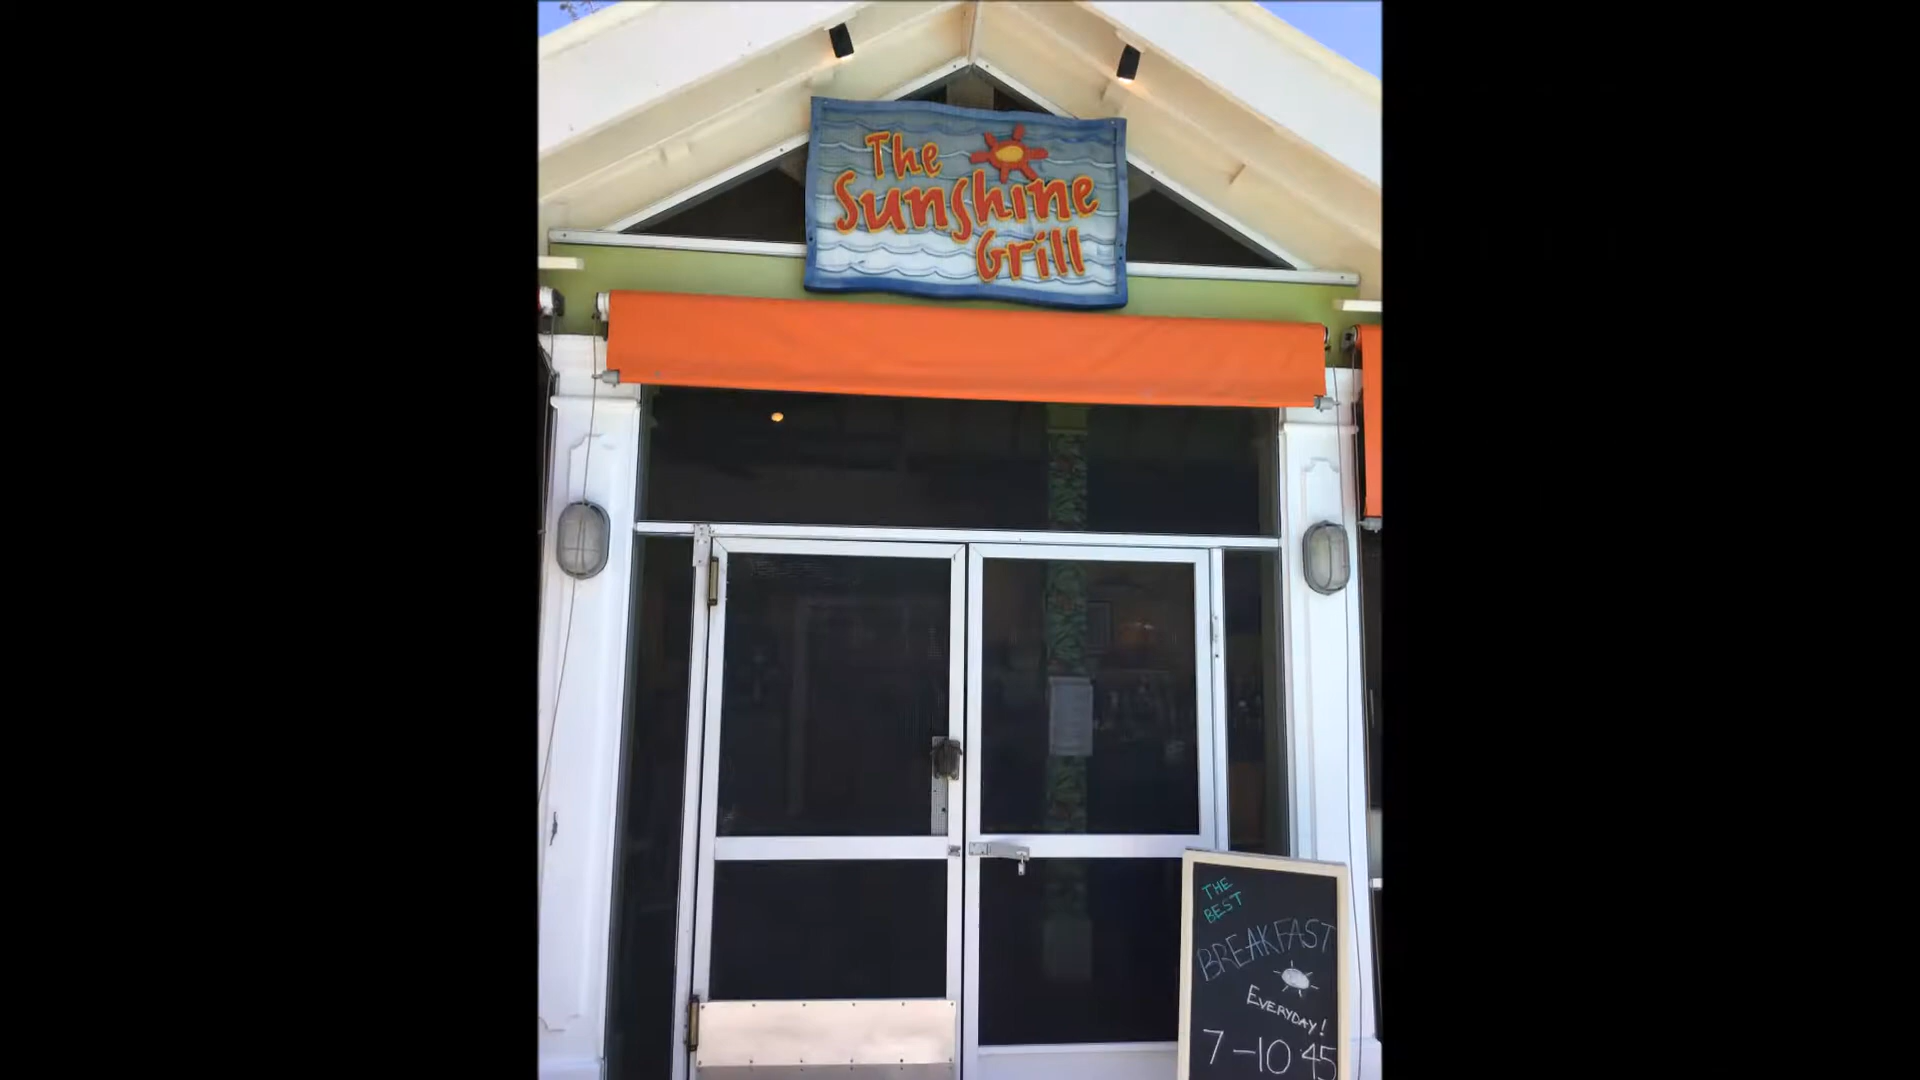 The
Sunshine
Grill
THE
BEST
BREAKFAST
EVERYDAY!
7-10 45